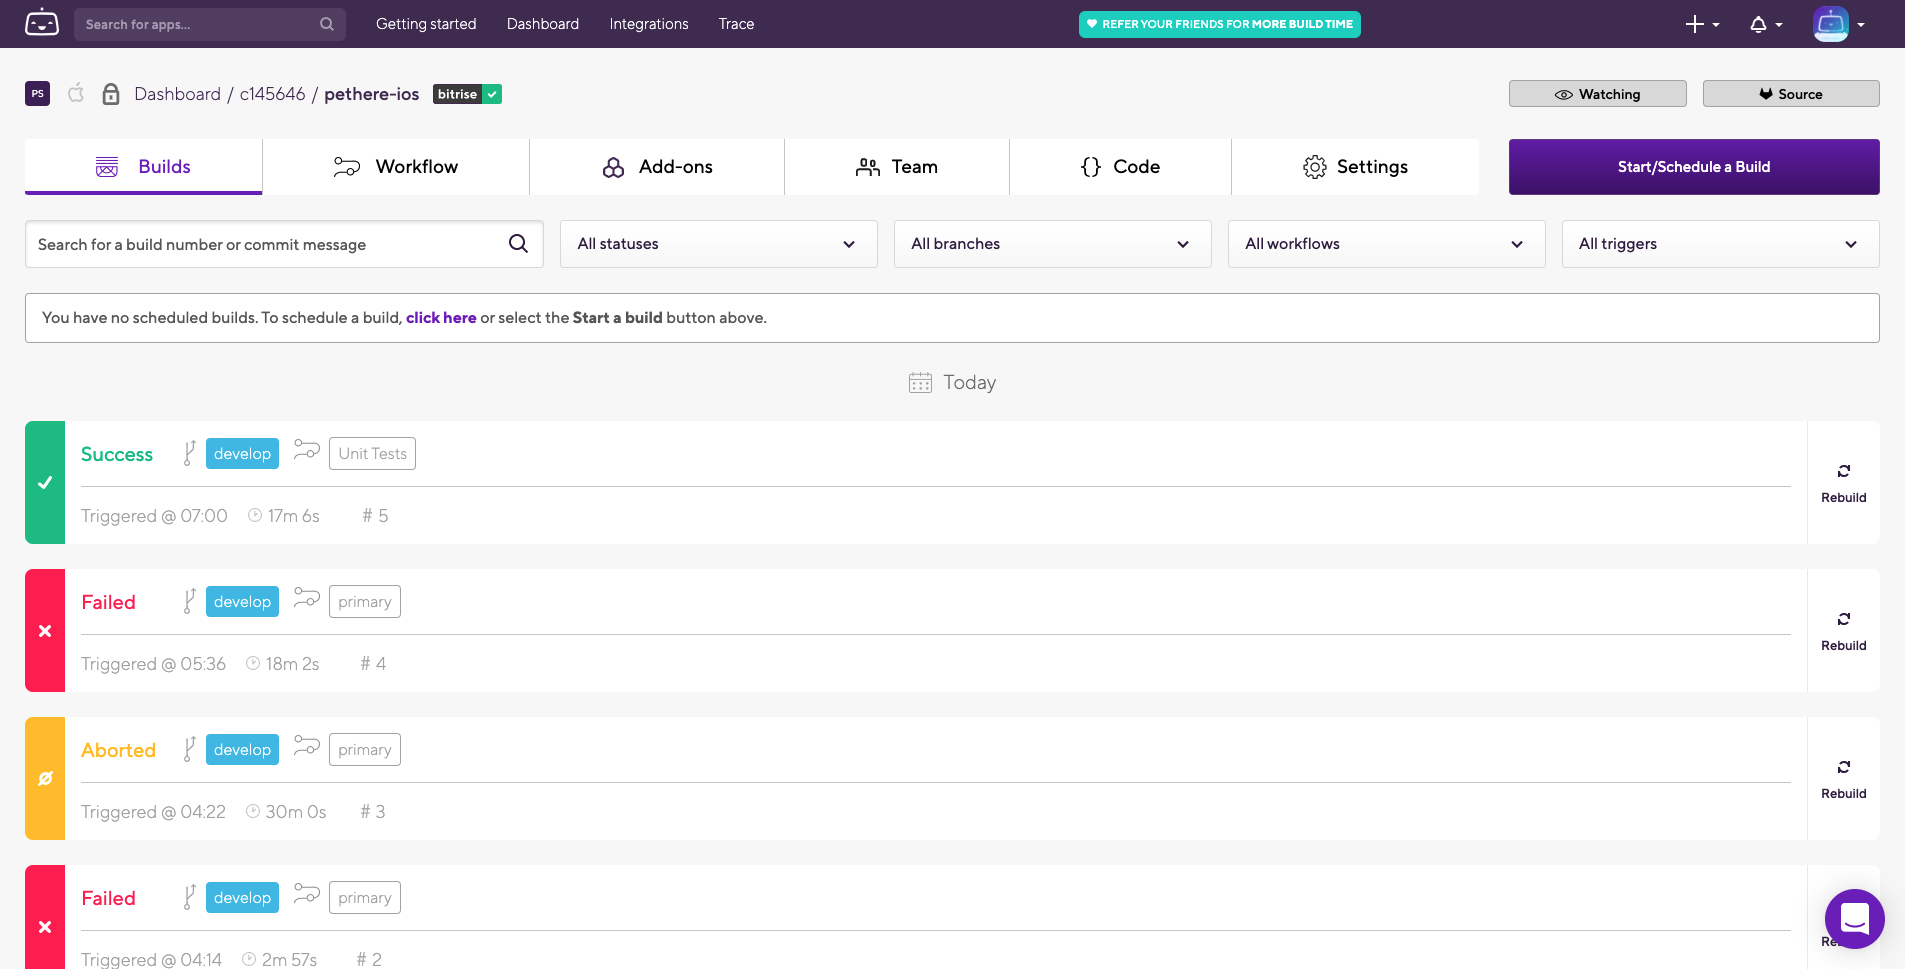 Search for apps...
Getting started
Dashboard
Integrations
Trace
REFER YOUR FRIENDS FOR MORE BUILD TIME
PS
Dashboard / c145646 / pethere-ios
bitrise
Watching
Source
Builds
Workflow
Add-ons
Team
Code
Settings
Start/Schedule a Build
Search for a build number or commit message
All statuses
All branches
All workflows
All triggers
You have no scheduled builds. To schedule a build, click here or select the Start a build button above.
Today
Success
develop
Unit Tests
Triggered @ 07:00
17m 6s
# 5
Rebuild
Failed
develop
primary
Triggered @ 05:36
18m 2s
# 4
Rebuild
Aborted
develop
primary
Triggered @ 04:22
30m 0s
# 3
Rebuild
Failed
develop
primary
Triggered @ 04:14
2m 57s
# 2